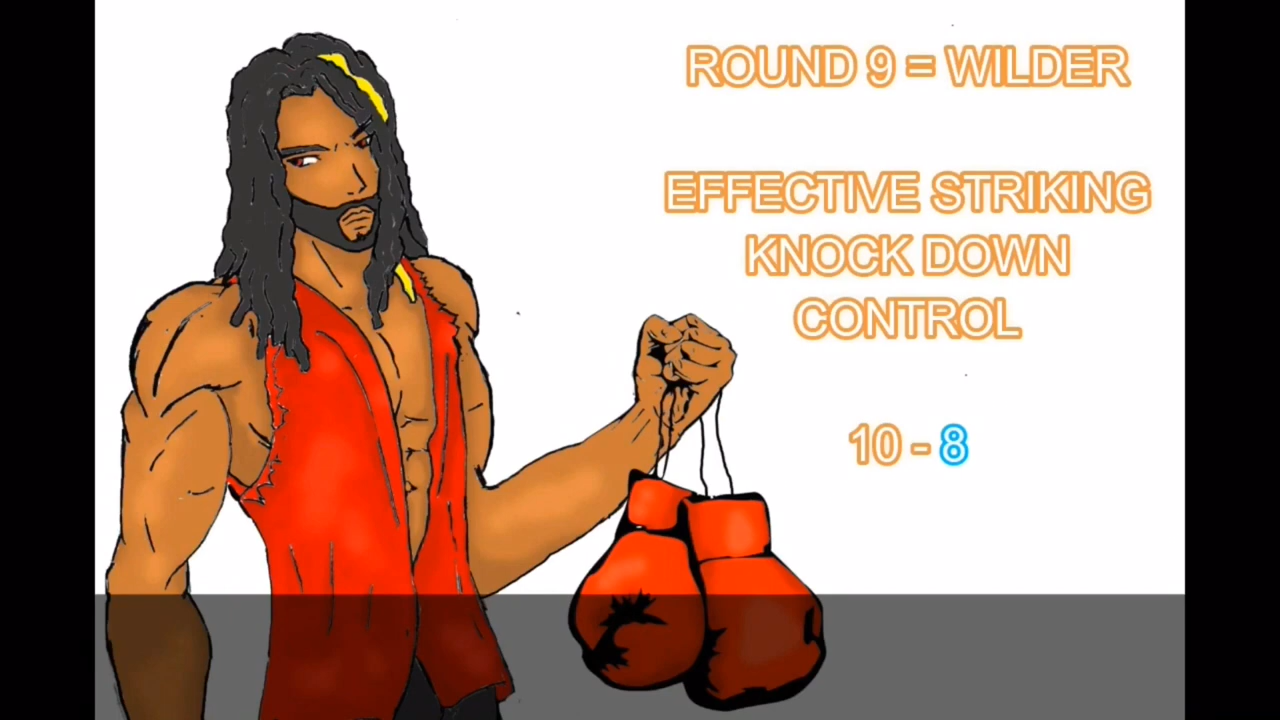 ROUND 9 = WILDER
EFFECTIVE STRIKING
KNOCK DOWN
CONTROL
10 - 8